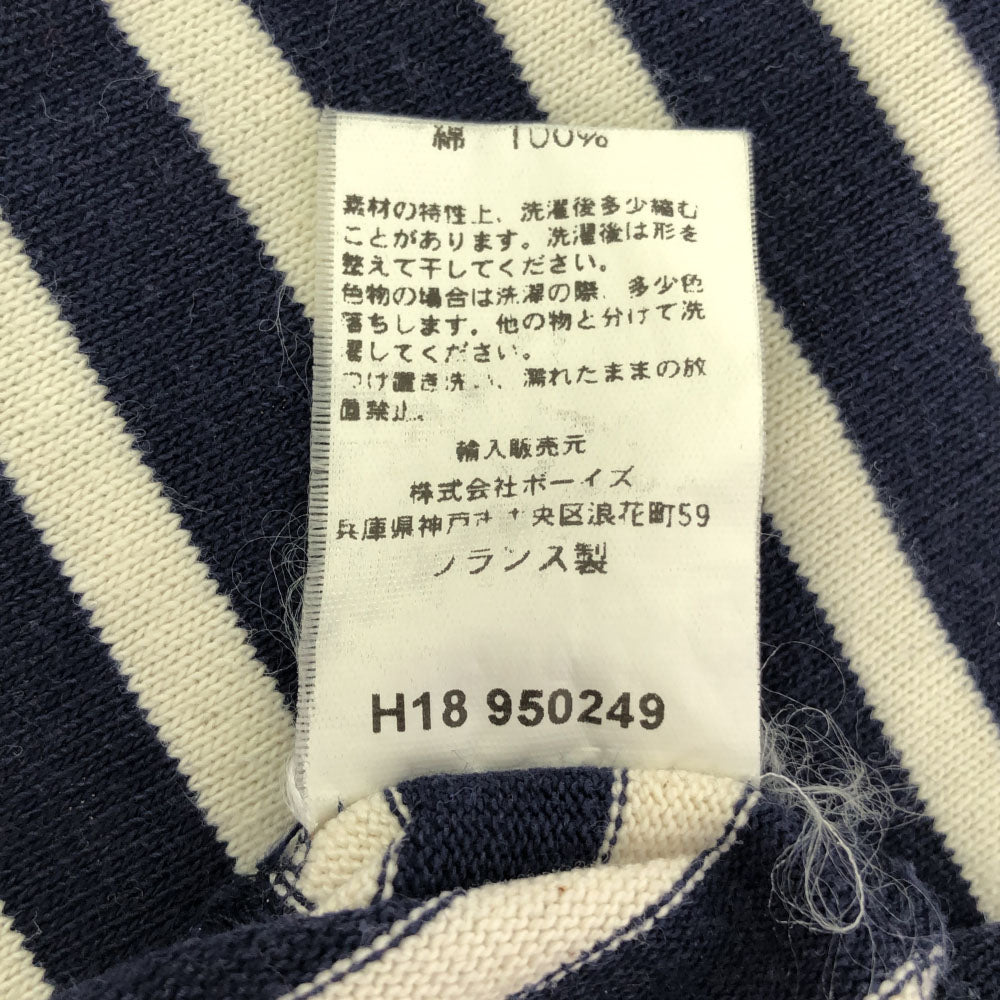 綿 100%
素材の特性上、洗濯後多少縮む
ことがあります。洗濯後は形を
整えて干してください。
色物の場合は洗濯の際、多少色
落ちします。他の物と分けて洗
濯してください。
つけ置き洗い、濡れたままの放
置禁止。
輸入販売元
株式会社ボーイズ
兵庫県神戸市中央区浪花町59
フランス製
H18 950249